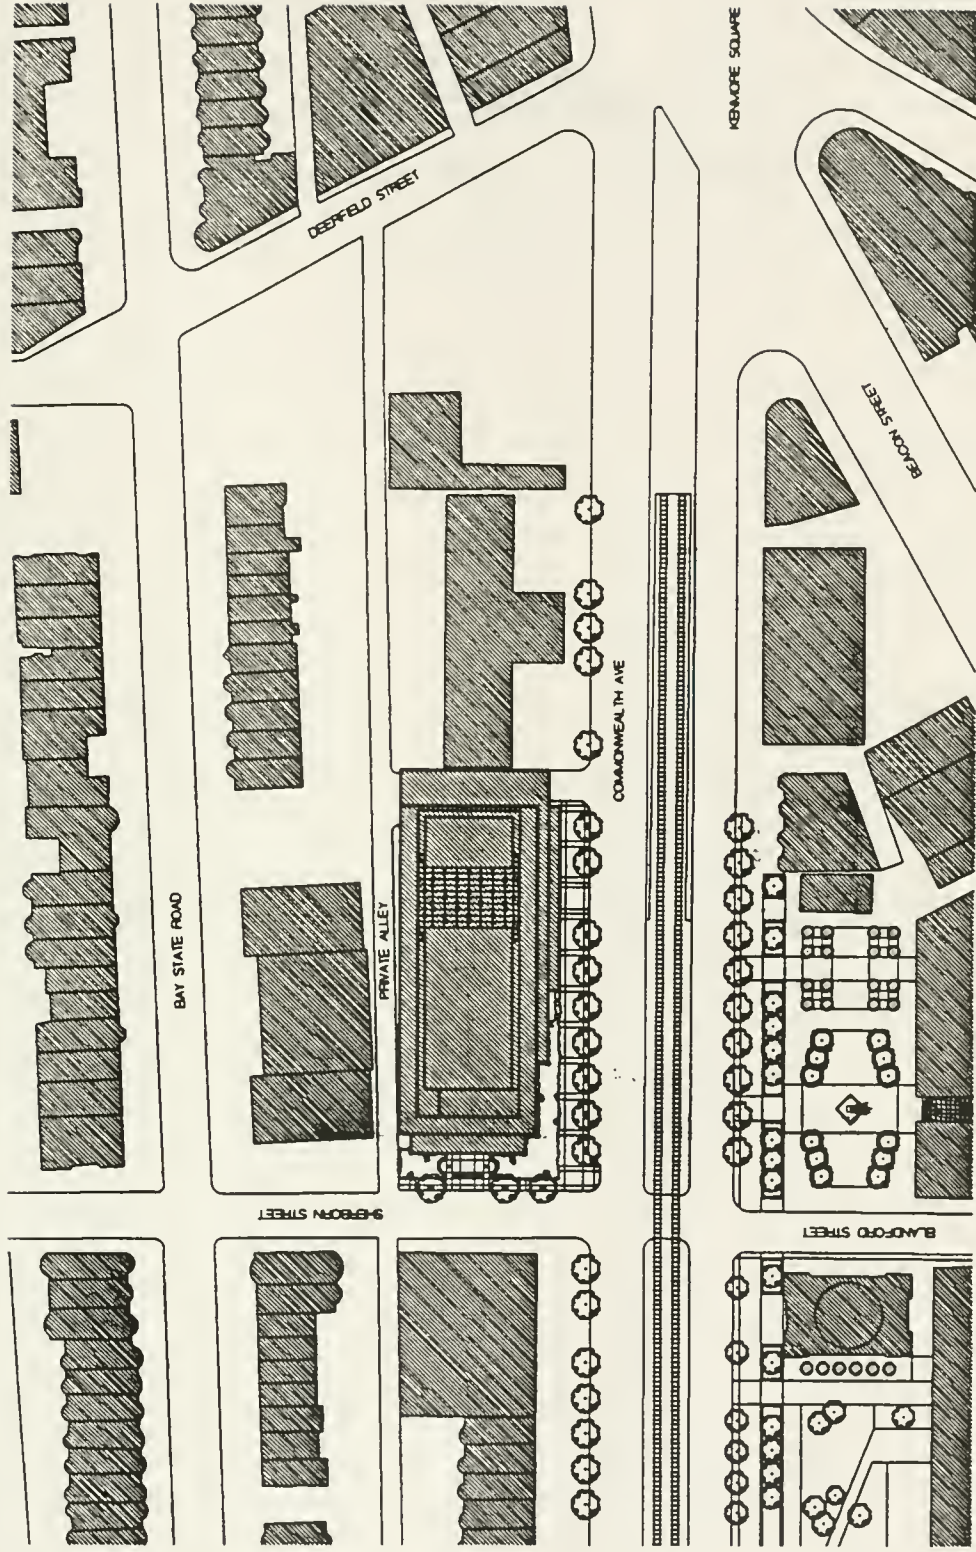 KENMORE SQUARE
DEERFIELD STREET
BEACON STREET
COMMONWEALTH AVE
BAY STATE ROAD
PRIVATE ALLEY
SHERBORN STREET
BLANDFORD STREET